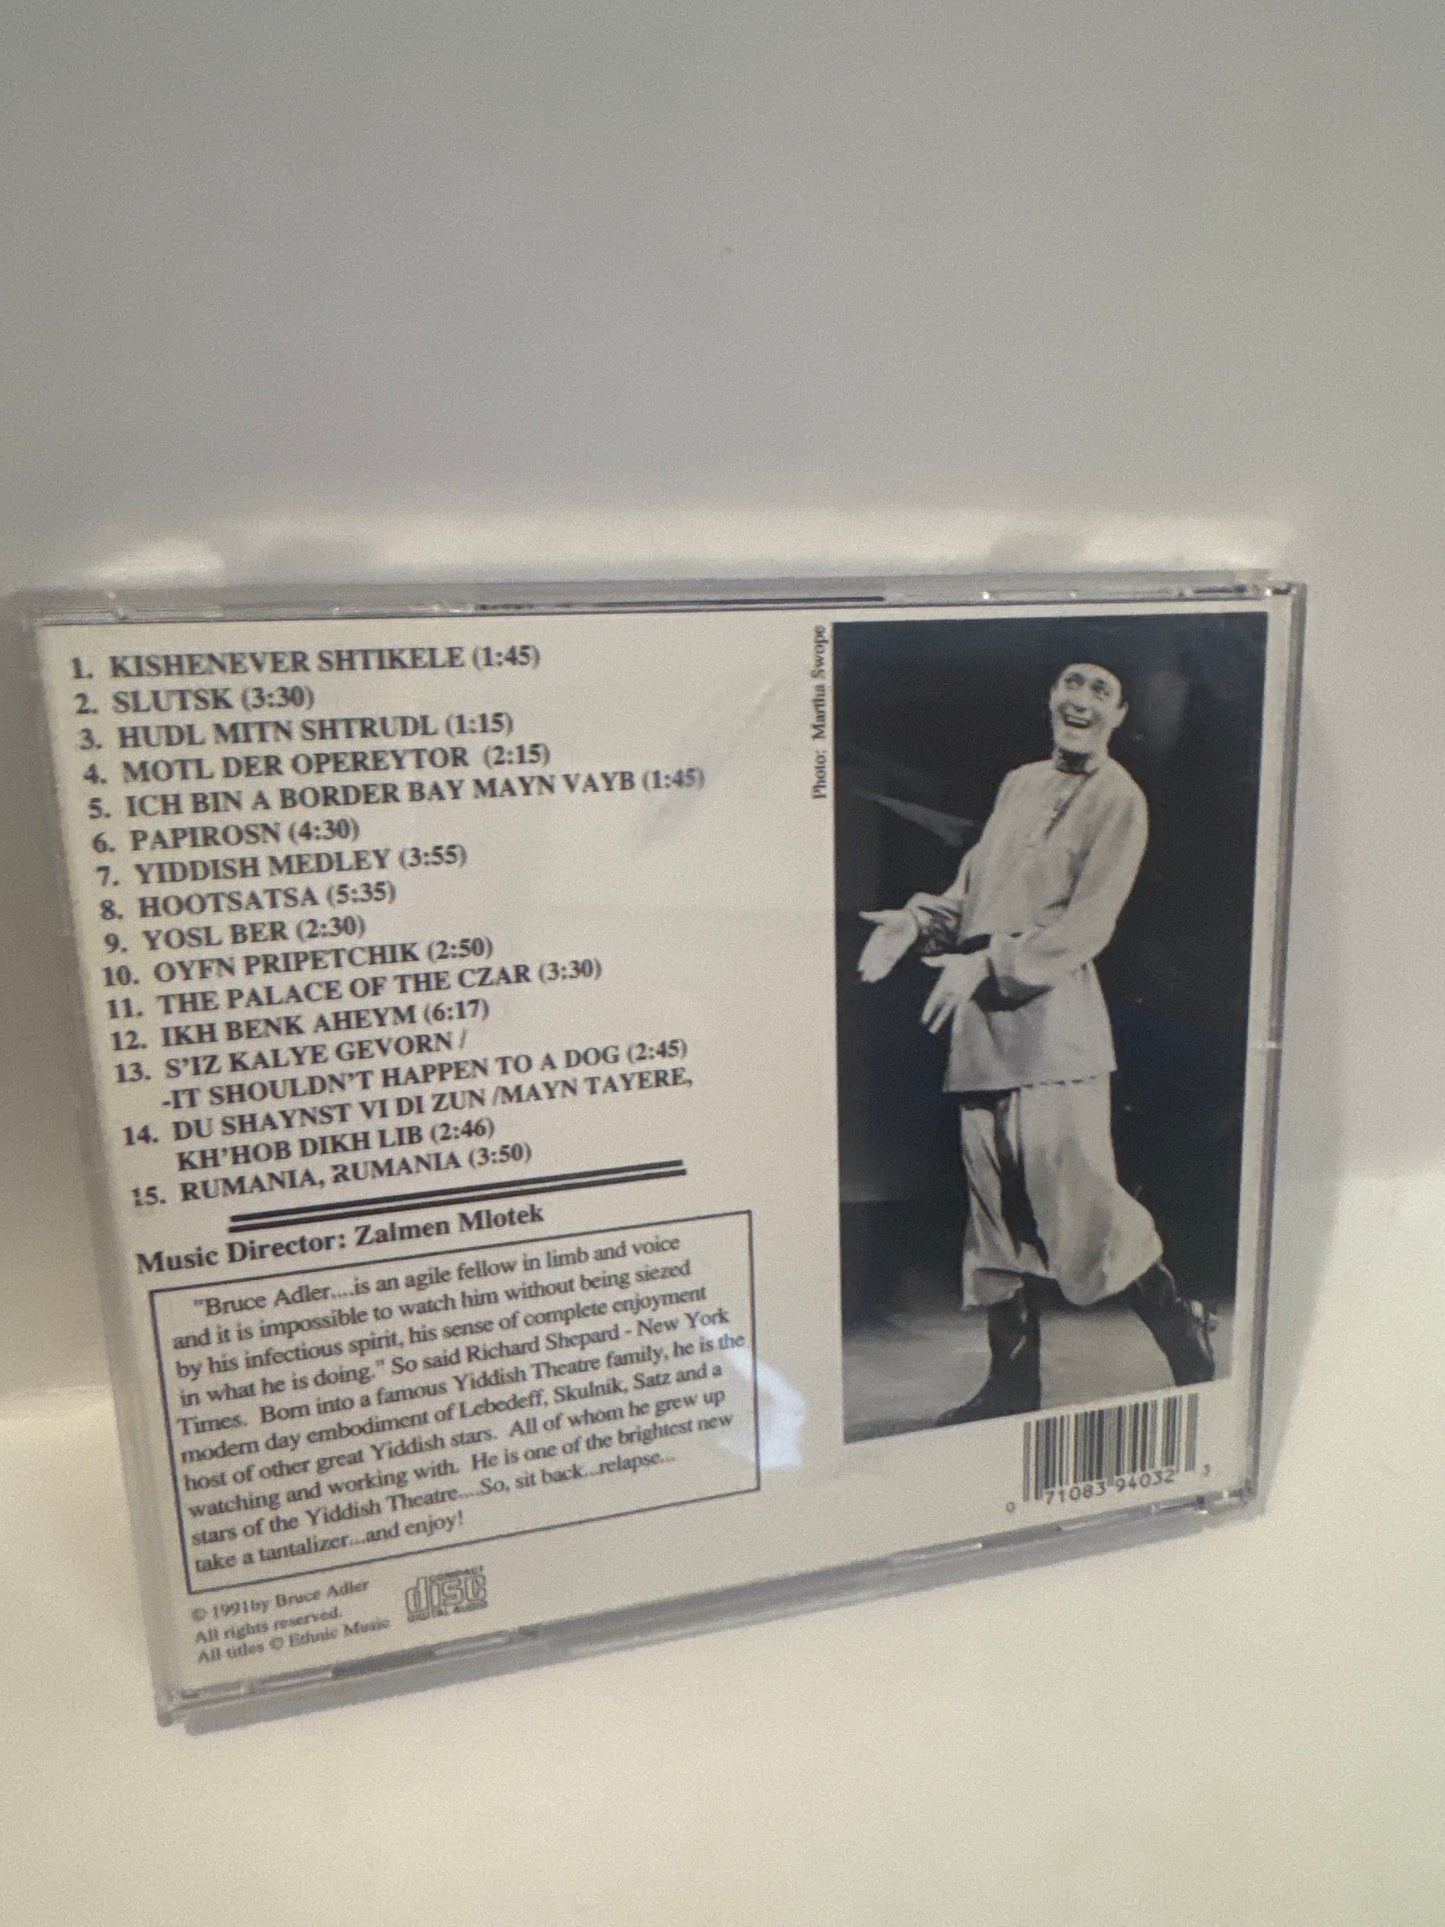 1. KISHENEVER SHTIKELE (1:45)
2. SLUTSK (3:30)
3. HUDL MITN SHTRUDL (1:15)
4. MOTL DER OPEREYTOR (2:15)
5. ICH BIN A BORDER BAY MAYN VAYB (1:45)
6. PAPIROSN (4:30)
7. YIDDISH MEDLEY (3:55)
8. HOOTSATSA (5:35)
9. YOSL BER (2:30)
10. OYFN PRIPETCHIK (2:50)
11. THE PALACE OF THE CZAR (3:30)
12. IKH BENK AHEYM (6:17)
13. S'IZ KALYE GEVORN /
-IT SHOULDN'T HAPPEN TO A DOG (2:45)
14. DU SHAYNST VI DI ZUN /MAYN TAYERE,
KH'HOB DIKH LIB (2:46)
15. RUMANIA, RUMANIA (3:50)
Music Director: Zalmen Mlotek
"Bruce Adler....is an agile fellow in limb and voice
and it is impossible to watch him without being siezed
by his infectious spirit, his sense of complete enjoyment
in what he is doing." So said Richard Shepard - New York
Times. Born into a famous Yiddish Theatre family, he is the
modern day embodiment of Lebedeff, Skulnik, Satz and a
host of other great Yiddish stars. All of whom he grew up
watching and working with. He is one of the brightest new
stars of the Yiddish Theatre....So, sit back...relapse...
take a tantalizer...and enjoy!
© 1991by Bruce Adler
All rights reserved.
All titles © Ethnic Music
COMPACT
disc
DIGITAL AUDIO
Photo: Martha Swope
0 71083 94032 3